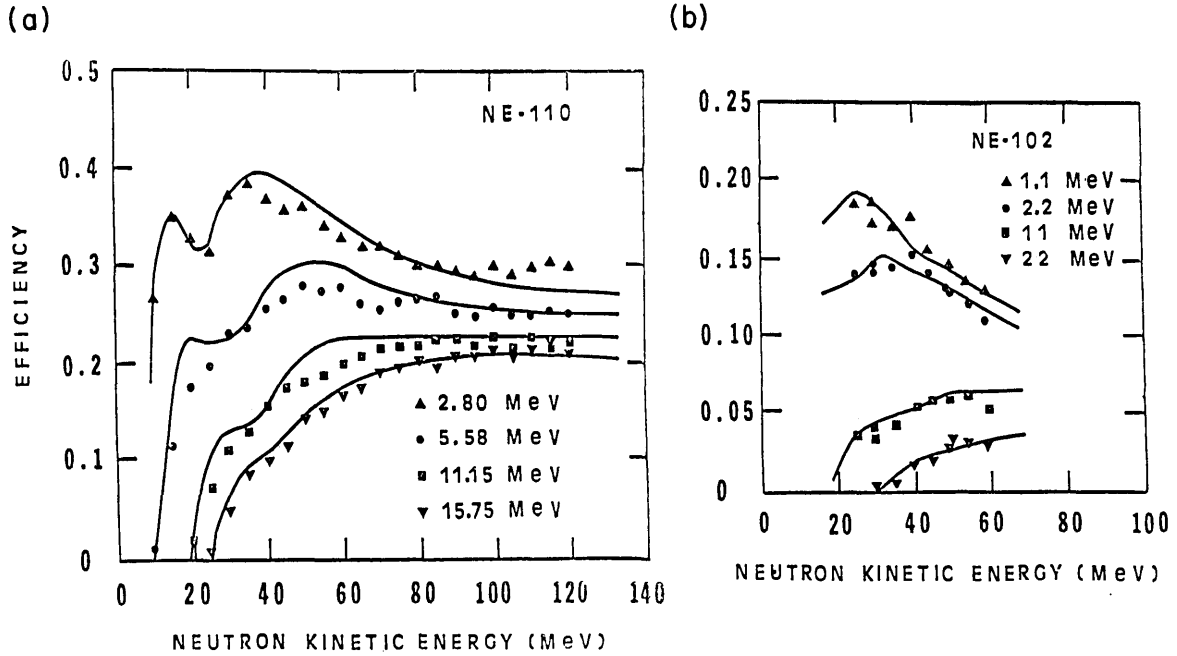 (a)
0.5
0.4
0.3
0.2
0.1
0
EFFICIENCY
NE-110
▲ 2.80 MeV
● 5.58 MeV
■ 11.15 MeV
▼ 15.75 MeV
0 20 40 60 80 100 120 140
NEUTRON KINETIC ENERGY (MeV)
(b)
0.25
0.20
0.15
0.10
0.05
0
NE-102
▲ 1.1 MeV
● 2.2 MeV
■ 11 MeV
▼ 22 MeV
0 20 40 60 80 100
NEUTRON KINETIC ENERGY (MeV)